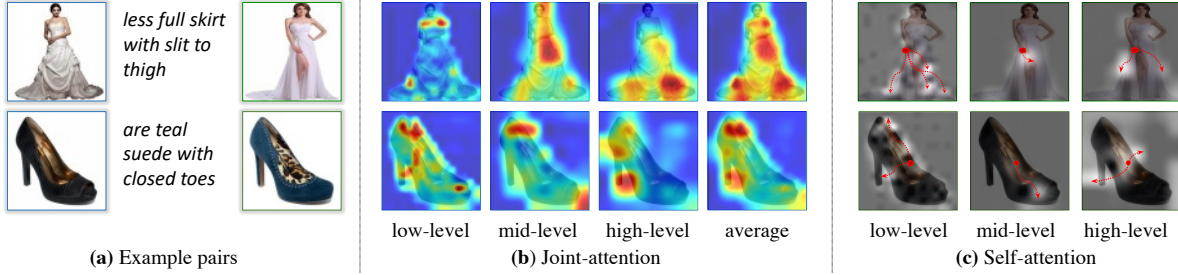 less full skirt
with slit to
thigh
are teal
suede with
closed toes
(a) Example pairs
low-level mid-level high-level average
(b) Joint-attention
low-level mid-level high-level
(c) Self-attention